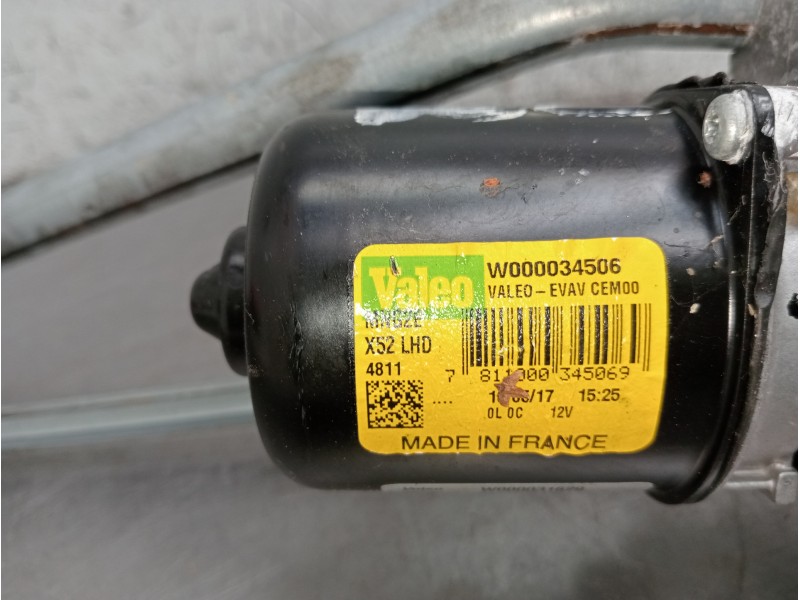 Valeo W000034506
VALEO-EVAV CEM00
X52 LHD
4811
7 811000 345069
/17 15:25
0L 0C 12V
MADE IN FRANCE